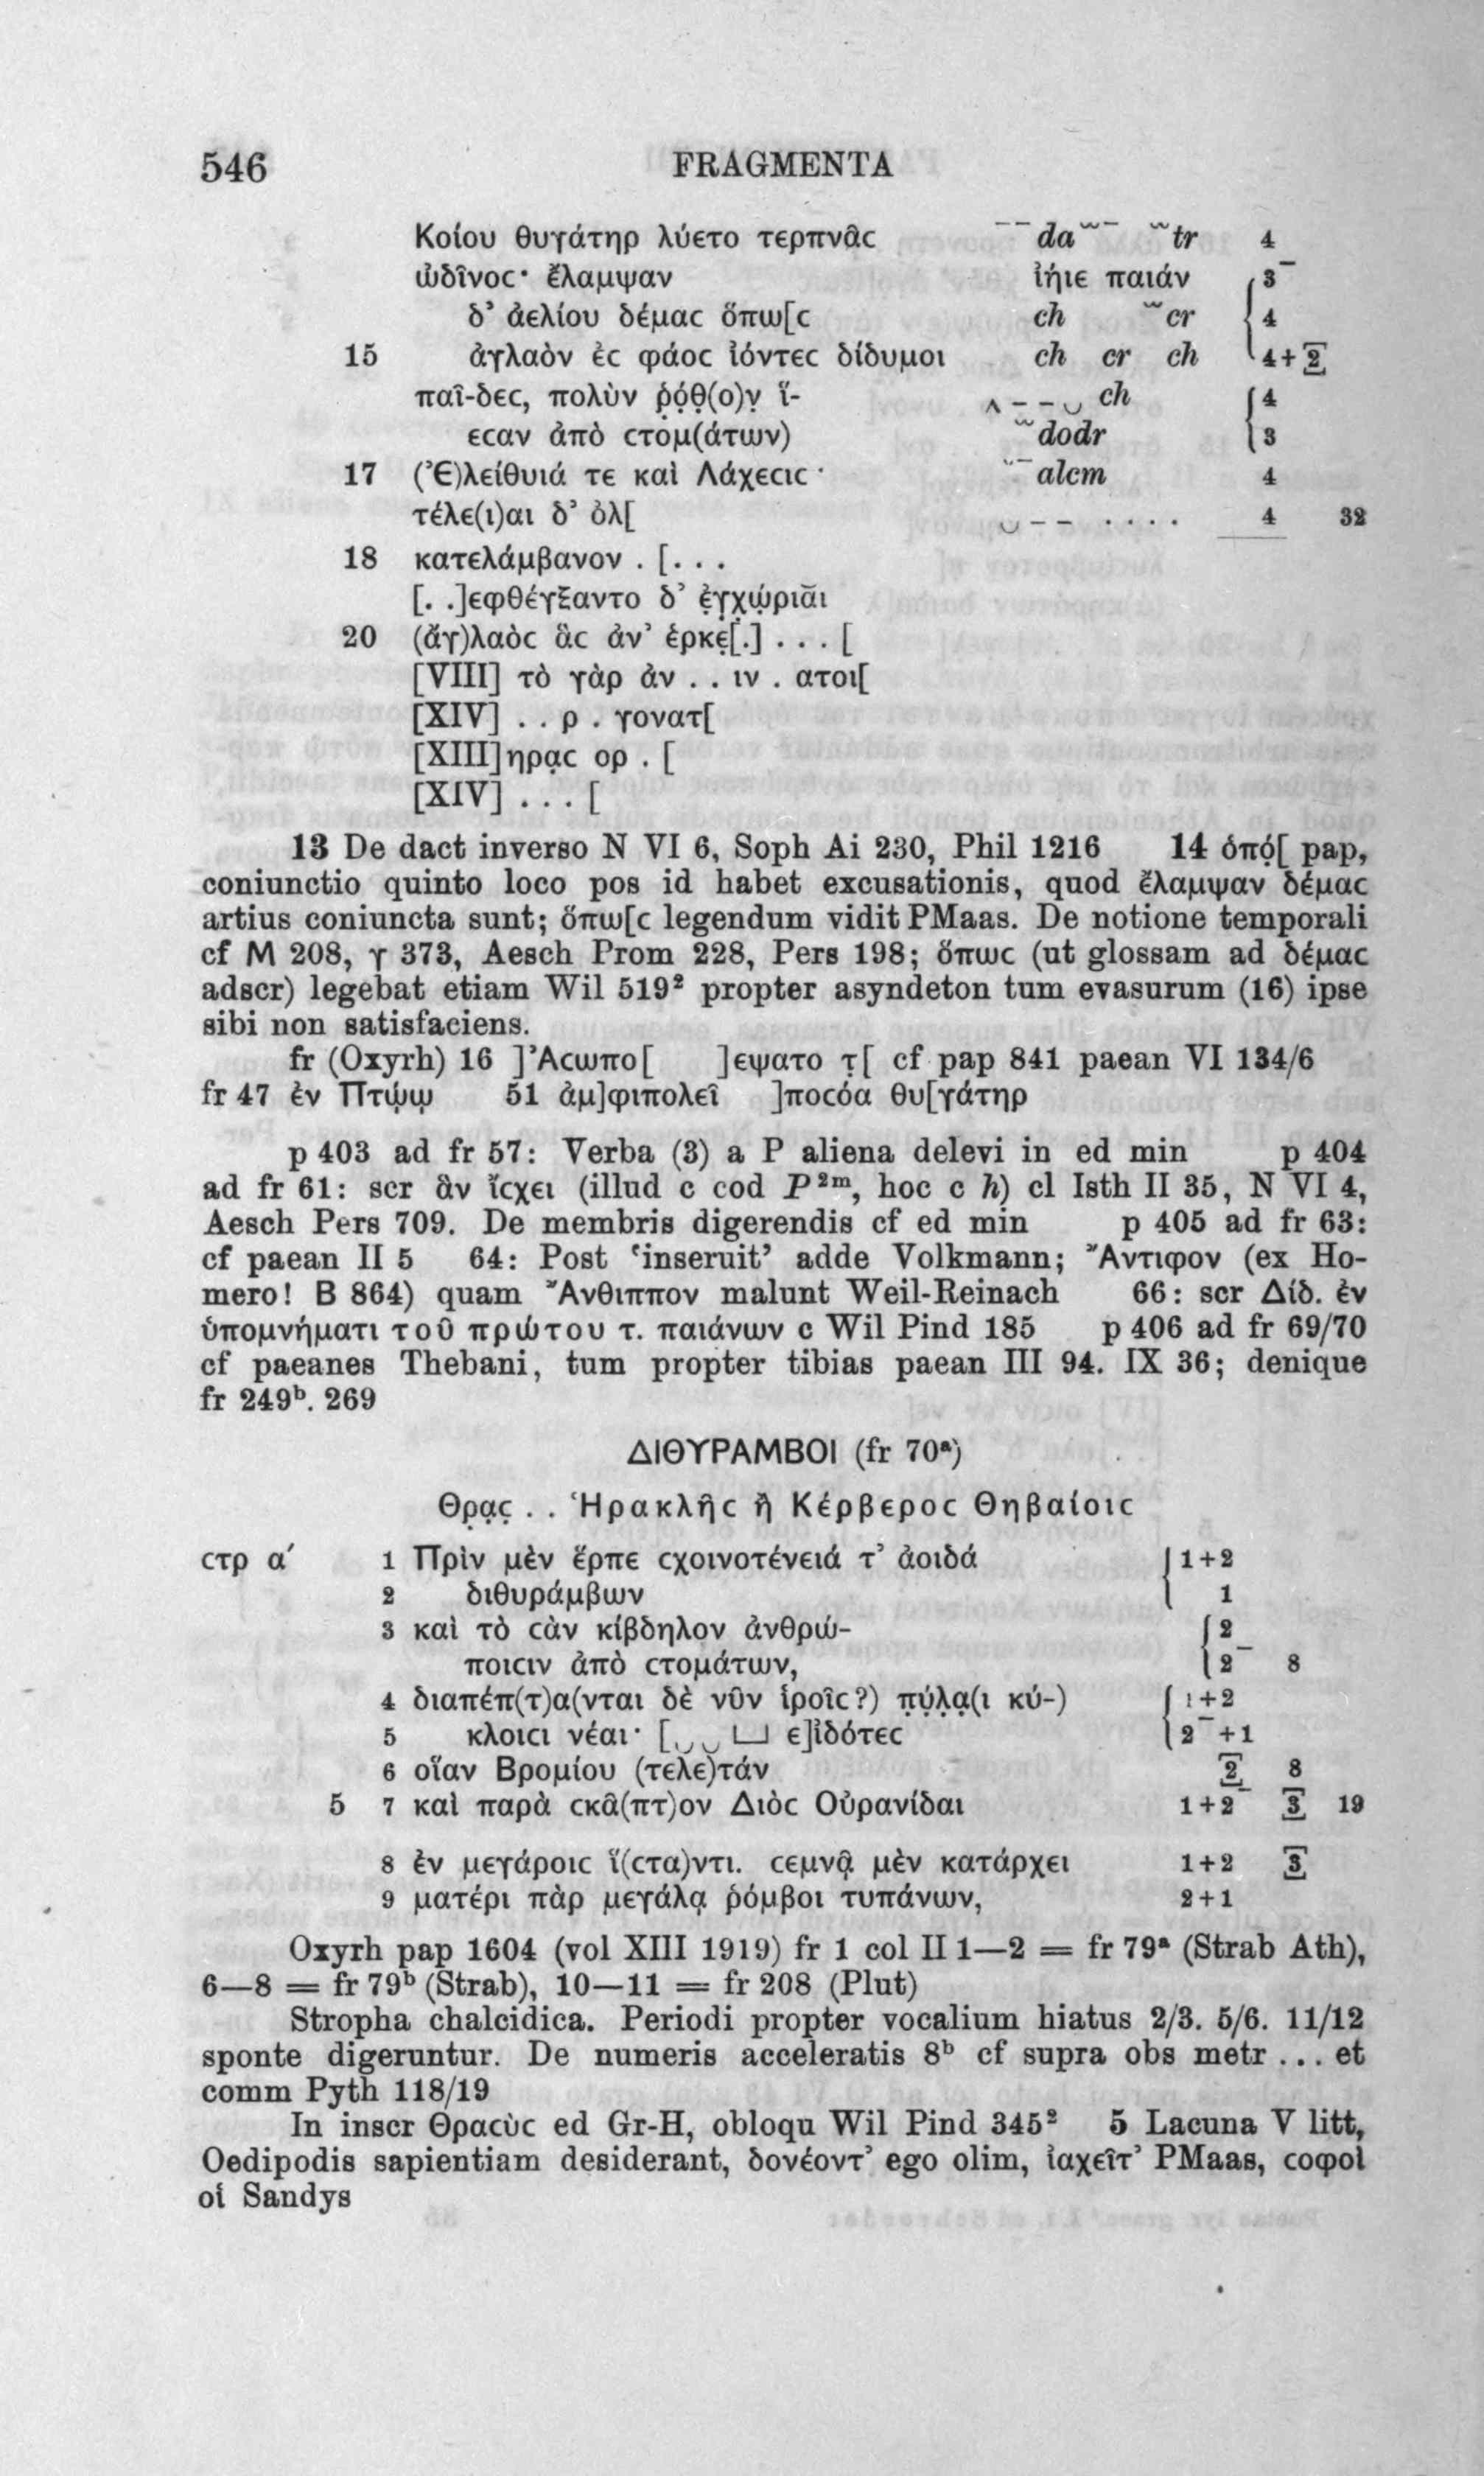 546 FRAGMENTA
Κοίου θυγάτηρ λύετο τερπνᾶς ‾ ‾ da ˘˘ ‾ ˘˘ tr 4
ὠδῖνος· ἔλαμψαν ἰήιε παιάν 3‾
δ’ ἀελίου δέμας ὅπω[ς ch ˘˘ cr 4
15 ἀγλαὸν ἐς φάος ἰόντες δίδυμοι ch cr ch 4+2
παῖ-δες, πολὺν ῥόθ(ο)ν ἵ- ʌ – – ◡ ch 4
εσαν ἀπὸ στομ(άτων) ˘˘ dodr 3
17 (’Ε)λείθυιά τε καὶ Λάχεσις · ˘‾ alcm 4
τέλε(ι)αι δ’ ὀλ[ ◡ – – . . . . 4 32
18 κατελάμβανον . [. . .
[. .]εφθέγξαντο δ’ ἐγχώριᾱι
20 (ἄγ)λαὸς ἃς ἀν’ ἑρκε[.] . . . [
[VIII] τὸ γὰρ ἀν . . ιν . ατοι[
[XIV] . . ρ . γονατ[
[XIII]ηρας ορ . [
[XIV] . . . [
13 De dact inverso N VI 6, Soph Ai 230, Phil 1216 14 ὁπό[ pap,
coniunctio quinto loco pos id habet excusationis, quod ἔλαμψαν δέμας
artius coniuncta sunt; ὅπω[ς legendum vidit PMaas. De notione temporali
cf Μ 208, γ 373, Aesch Prom 228, Pers 198; ὅπως (ut glossam ad δέμας
adscr) legebat etiam Wil 519² propter asyndeton tum evasurum (16) ipse
sibi non satisfaciens.
fr (Oxyrh) 16 ]’Ασωπο[ ]εψατο τ[ cf pap 841 paean VI 134/6
fr 47 ἐν Πτώῳ 51 ἀμ]φιπολεῖ ]ποσόα θυ[γάτηρ
p 403 ad fr 57: Verba (3) a P aliena delevi in ed min p 404
ad fr 61: scr ἂν ἴσχει (illud c cod P²ᵐ, hoc c h) cl Isth II 35, N VI 4,
Aesch Pers 709. De membris digerendis cf ed min p 405 ad fr 63:
cf paean II 5 64: Post ‘inseruit’ adde Volkmann; Ἄντιφον (ex Ho-
mero! B 864) quam Ἄνθιππον malunt Weil-Reinach 66: scr Δίδ. ἐν
ὑπομνήματι τοῦ πρώτου τ. παιάνων c Wil Pind 185 p 406 ad fr 69/70
cf paeanes Thebani, tum propter tibias paean III 94. IX 36; denique
fr 249ᵇ. 269
ΔΙΘΥΡΑΜΒΟΙ (fr 70ᵃ)
Θρας . . Ἡρακλῆς ἢ Κέρβερος Θηβαίοις
στρ α′ 1 Πρὶν μὲν ἕρπε σχοινοτένειά τ’ ἀοιδά 1+2
2 διθυράμβων 1
3 καὶ τὸ σὰν κίβδηλον ἀνθρώ- 2
ποισιν ἀπὸ στομάτων, 2‾ 8
4 διαπέπ(τ)α(νται δὲ νῦν ἱροῖς?) πύλα(ι κύ-) 1+2
5 κλοισι νέαι· [◡◡ ⊔ ε]ἰδότες 2‾+1
6 οἵαν Βρομίου (τελε)τάν 2 8
5 7 καὶ παρὰ σκᾶ(πτ)ον Διὸς Οὐρανίδαι 1+2‾ 3 19
8 ἐν μεγάροις ἵ(στα)ντι. σεμνᾷ μὲν κατάρχει 1+2 3
9 ματέρι πὰρ μεγάλᾳ ῥόμβοι τυπάνων, 2+1
Oxyrh pap 1604 (vol XIII 1919) fr 1 col II 1—2 = fr 79ᵃ (Strab Ath),
6—8 = fr 79ᵇ (Strab), 10—11 = fr 208 (Plut)
Stropha chalcidica. Periodi propter vocalium hiatus 2/3. 5/6. 11/12
sponte digeruntur. De numeris acceleratis 8ᵇ cf supra obs metr ... et
comm Pyth 118/19
In inscr Θρασὺς ed Gr-H, obloqu Wil Pind 345² 5 Lacuna V litt,
Oedipodis sapientiam desiderant, δονέοντ’ ego olim, ἰαχεῖτ’ PMaas, σοφοὶ
οἱ Sandys